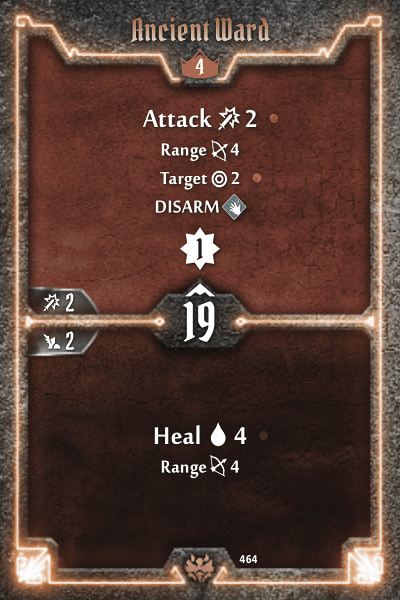 Ancient Ward
4
Attack 2
Range 4
Target 2
DISARM
1
2
19
2
Heal 4
Range 4
464